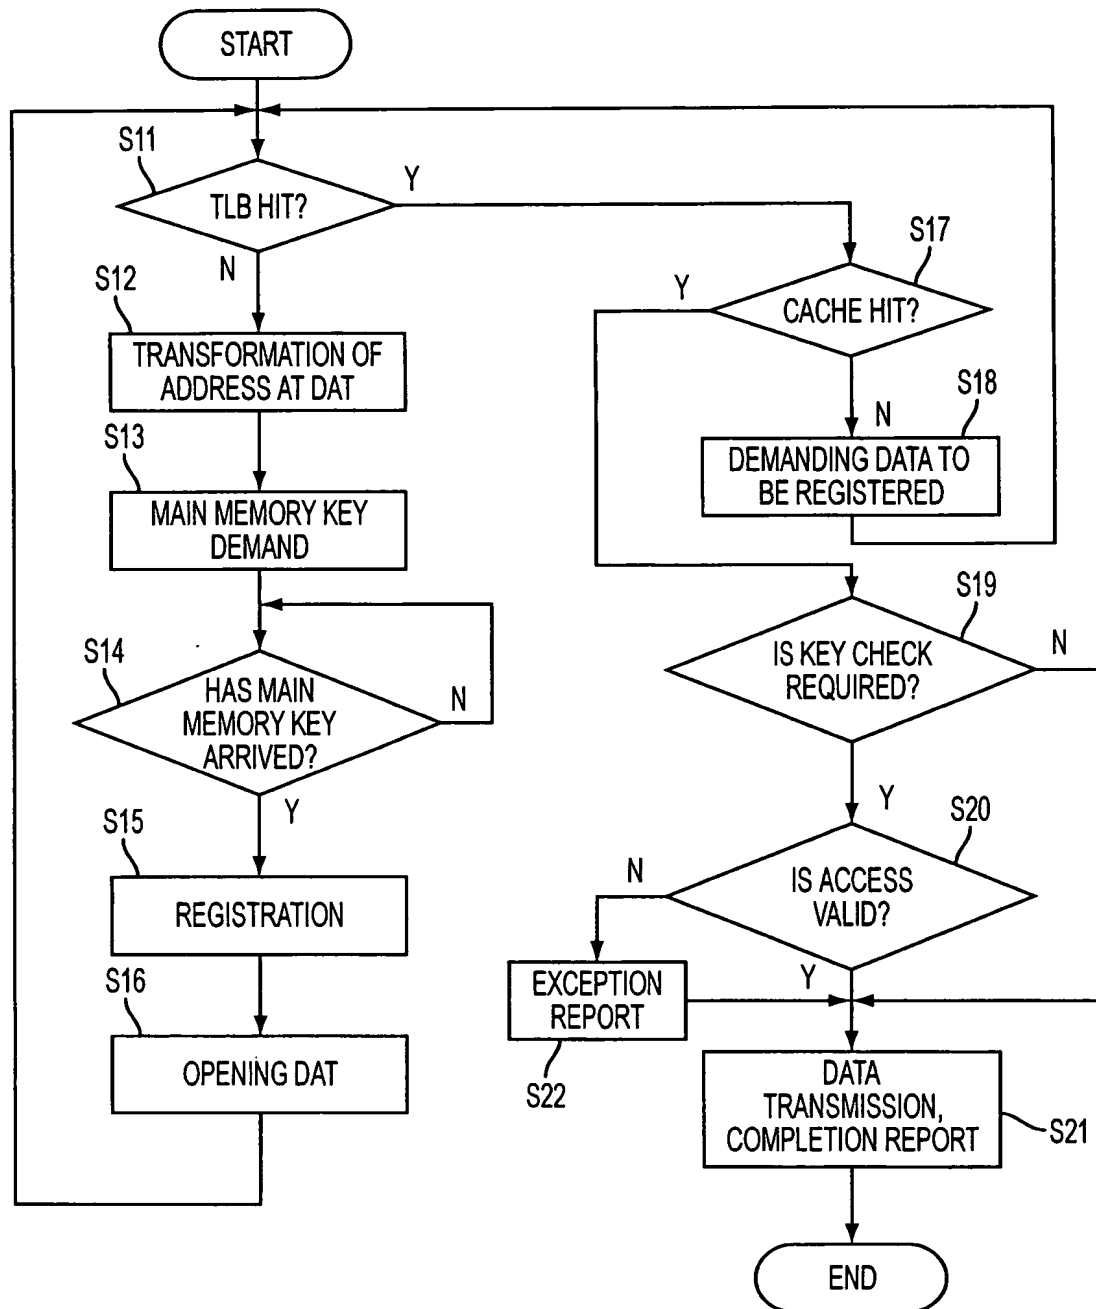 START
S11
TLB HIT?
Y
N
S12
TRANSFORMATION OF
ADDRESS AT DAT
S13
MAIN MEMORY KEY
DEMAND
S14
HAS MAIN
MEMORY KEY
ARRIVED?
N
Y
S15
REGISTRATION
S16
OPENING DAT
S17
CACHE HIT?
Y
N
S18
DEMANDING DATA TO
BE REGISTERED
S19
IS KEY CHECK
REQUIRED?
N
Y
S20
IS ACCESS
VALID?
N
Y
EXCEPTION
REPORT
S22
DATA
TRANSMISSION,
COMPLETION REPORT
S21
END